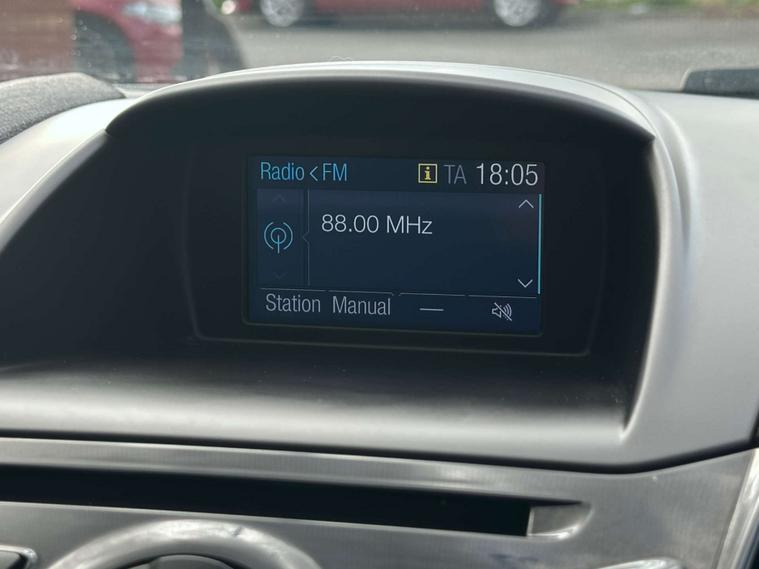 Radio < FM i TA 18:05
88.00 MHz
Station Manual —